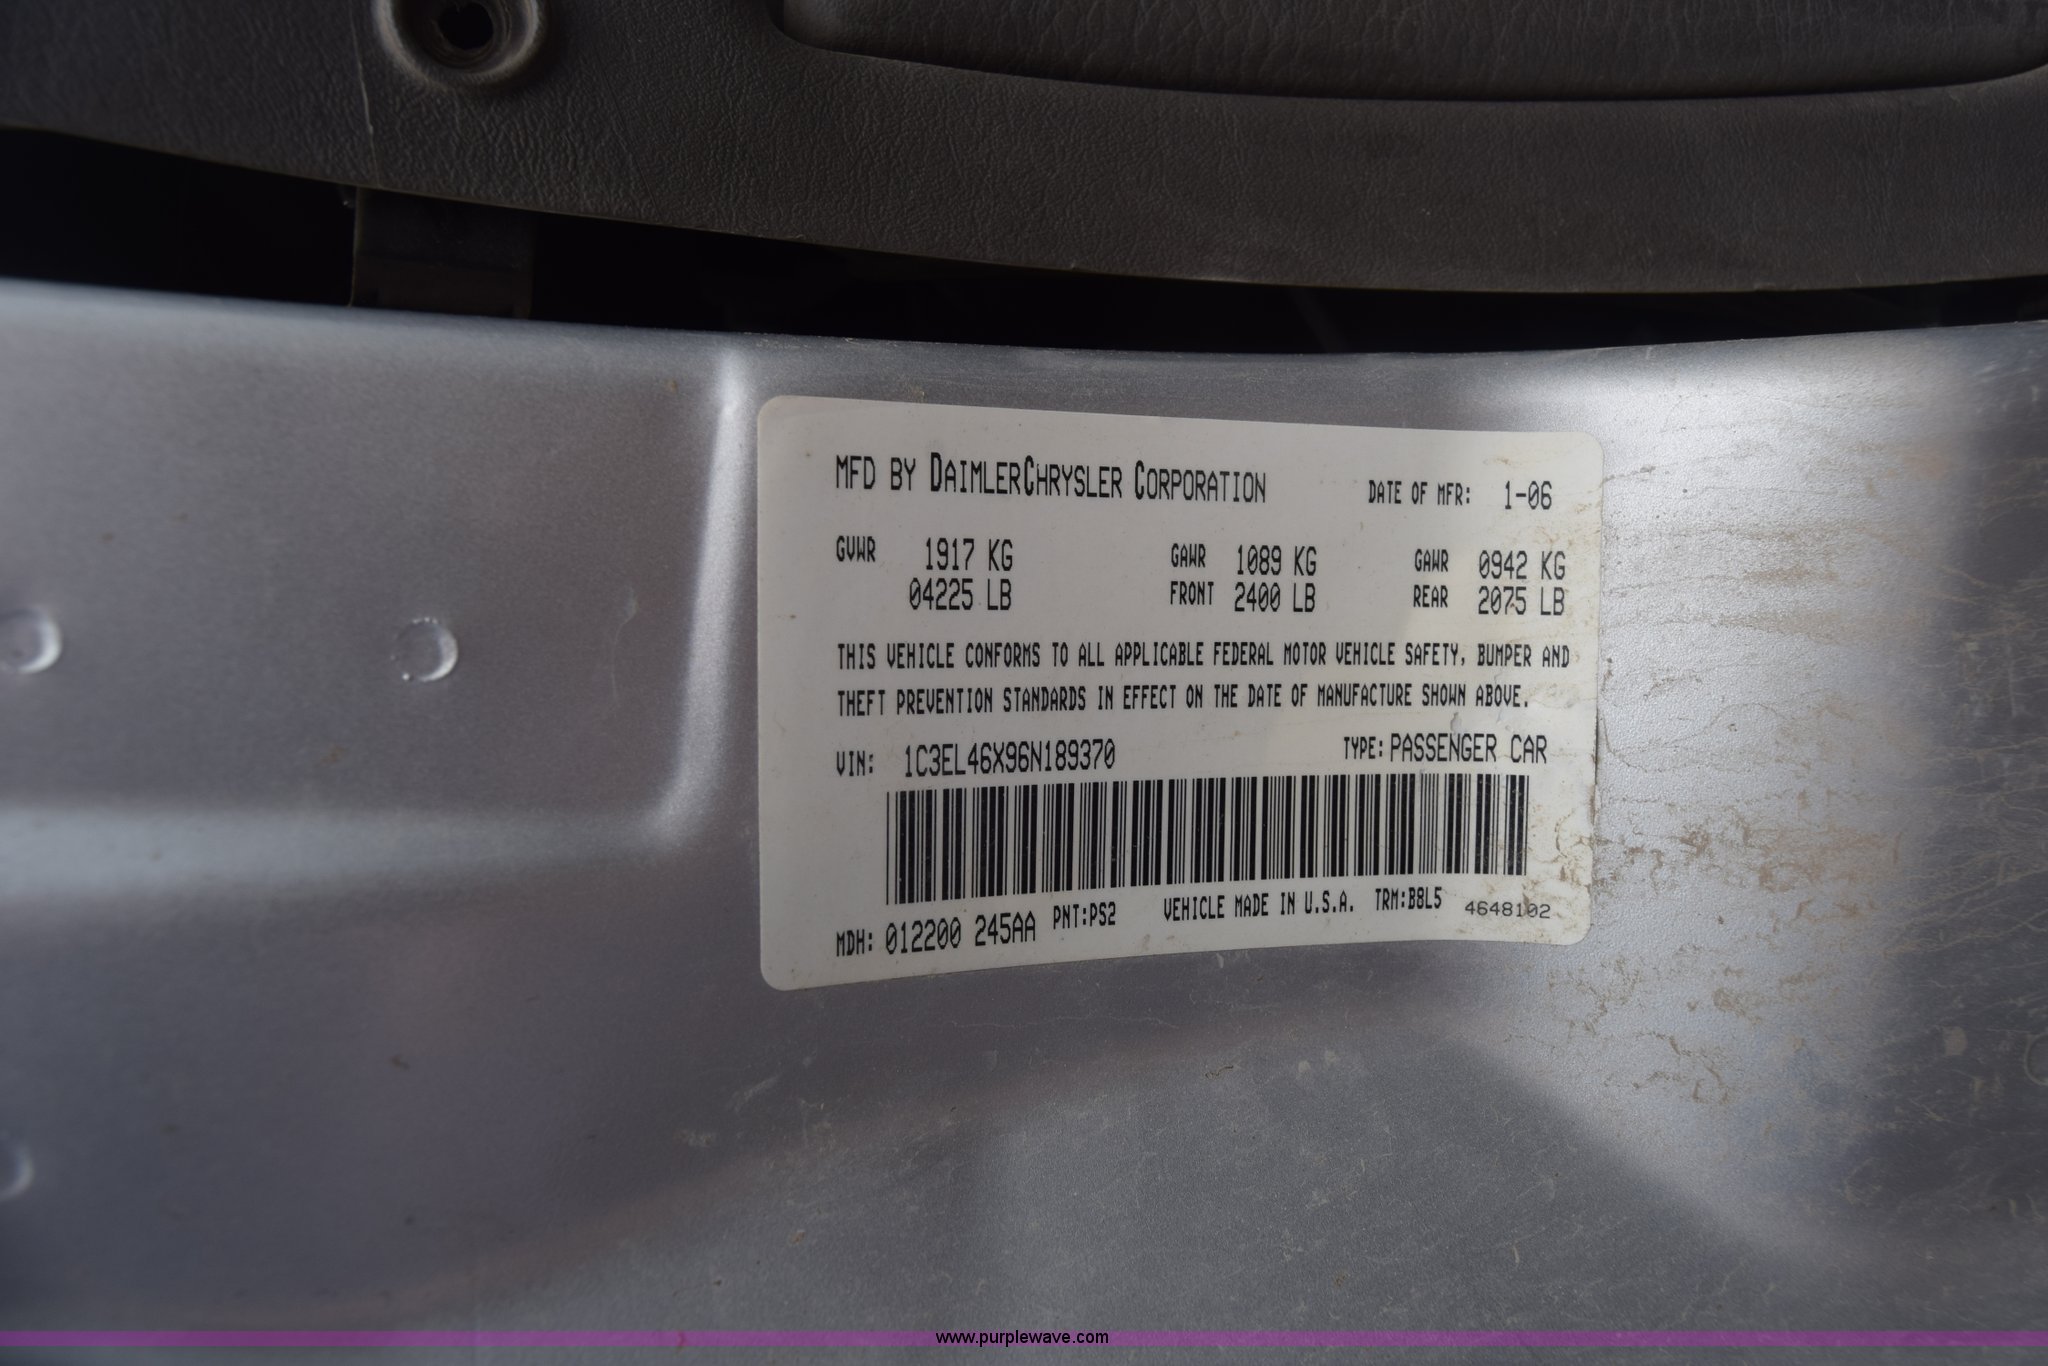 MFD BY DAIMLERCHRYSLER CORPORATION DATE OF MFR: 1-06
GVWR 1917 KG GAWR 1089 KG GAWR 0942 KG
04225 LB FRONT 2400 LB REAR 2075 LB
THIS VEHICLE CONFORMS TO ALL APPLICABLE FEDERAL MOTOR VEHICLE SAFETY, BUMPER AND
THEFT PREVENTION STANDARDS IN EFFECT ON THE DATE OF MANUFACTURE SHOWN ABOVE.
VIN: 1C3EL46X96N189370 TYPE: PASSENGER CAR
MDH: 012200 245AA PNT:PS2 VEHICLE MADE IN U.S.A. TRM:B8L5 4648102
www.purplewave.com